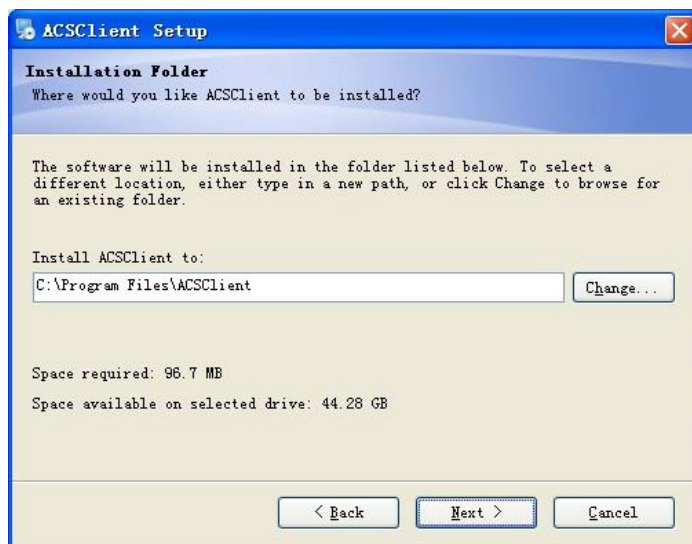 ACSClient Setup
Installation Folder
Where would you like ACSClient to be installed?
The software will be installed in the folder listed below. To select a
different location, either type in a new path, or click Change to browse for
an existing folder.
Install ACSClient to:
C:\Program Files\ACSClient
Change...
Space required: 96.7 MB
Space available on selected drive: 44.28 GB
< Back
Next >
Cancel